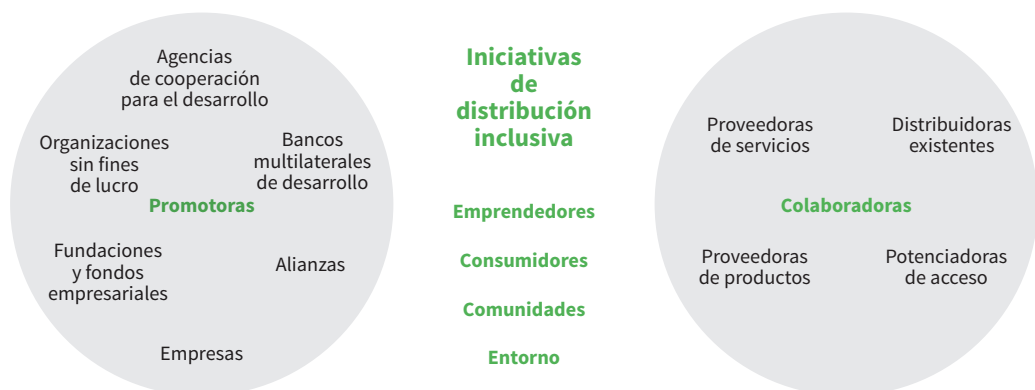 Agencias
de cooperación
para el desarrollo
Organizaciones
sin fines
de lucro
Bancos
multilaterales
de desarrollo
Promotoras
Fundaciones
y fondos
empresariales
Alianzas
Empresas
Iniciativas
de
distribución
inclusiva
Emprendedores
Consumidores
Comunidades
Entorno
Proveedoras
de servicios
Distribuidoras
existentes
Colaboradoras
Proveedoras
de productos
Potenciadoras
de acceso